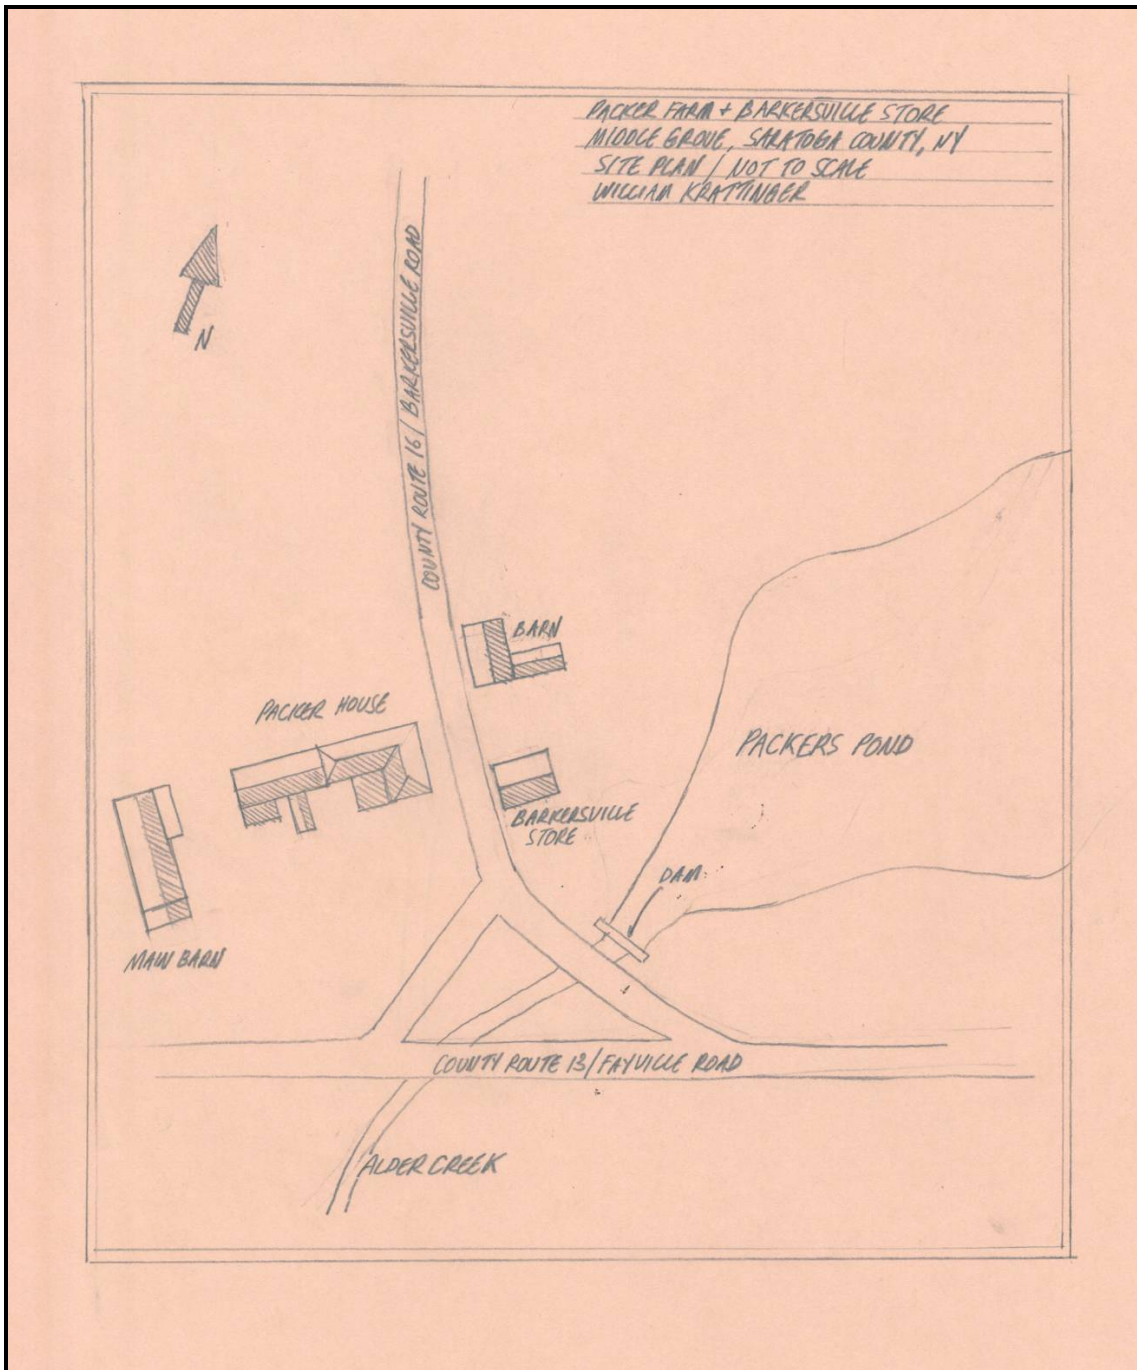 PACKER FARM + BARKERSVILLE STORE
MIDDLE GROVE, SARATOGA COUNTY, NY
SITE PLAN / NOT TO SCALE
WILLIAM KRATTINGER
N
COUNTY ROUTE 16 / BARKERSVILLE ROAD
BARN
PACKER HOUSE
PACKERS POND
BARKERSVILLE
STORE
DAM
MAIN BARN
COUNTY ROUTE 13 / FAYVILLE ROAD
ALDER CREEK